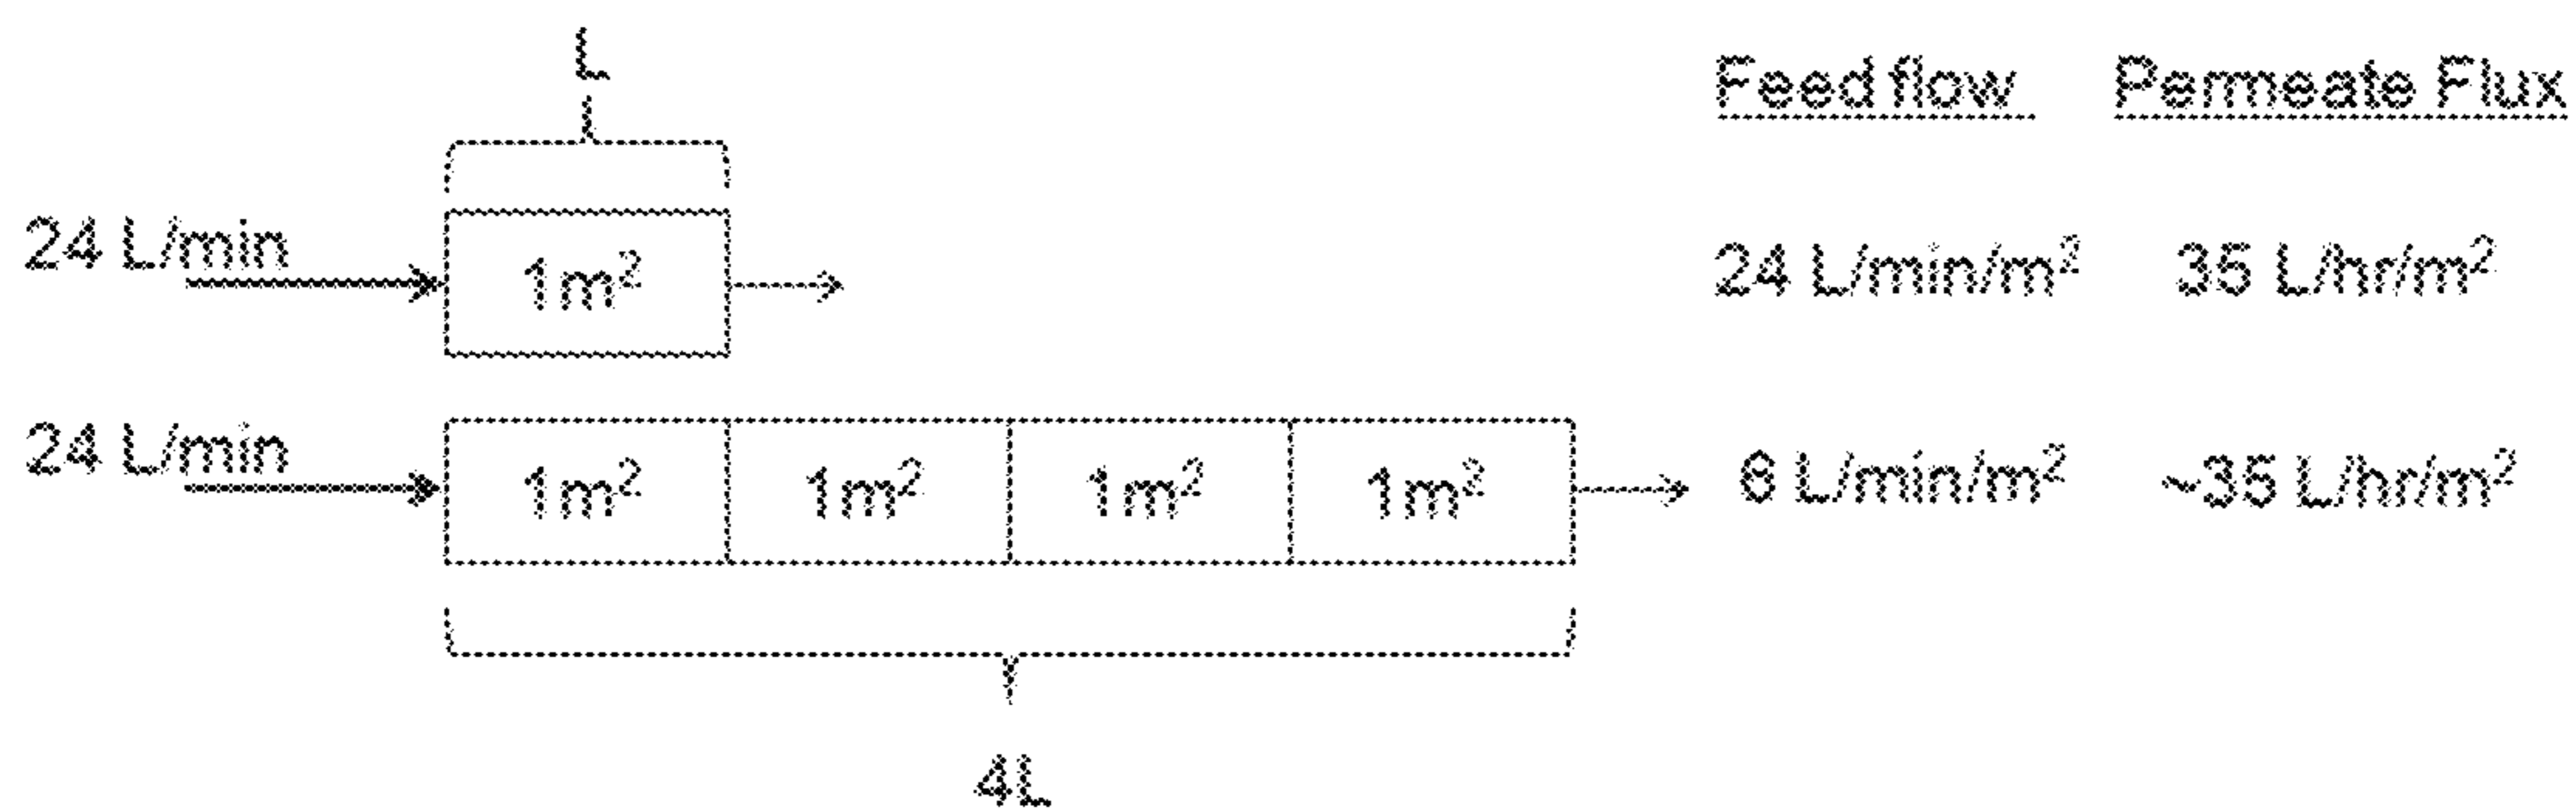 L
Feed flow Permeate Flux
24 L/min 1m² 24 L/min/m² 35 L/hr/m²
24 L/min 1m² 1m² 1m² 1m² 6 L/min/m² ~35 L/hr/m²
4L